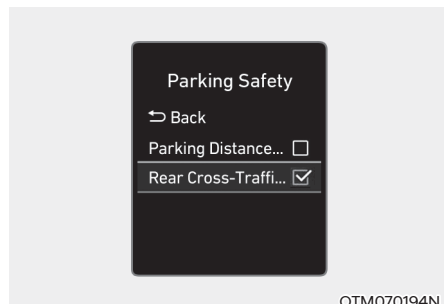 Parking Safety
Back
Parking Distance...
Rear Cross-Traffi...
OTM070194N